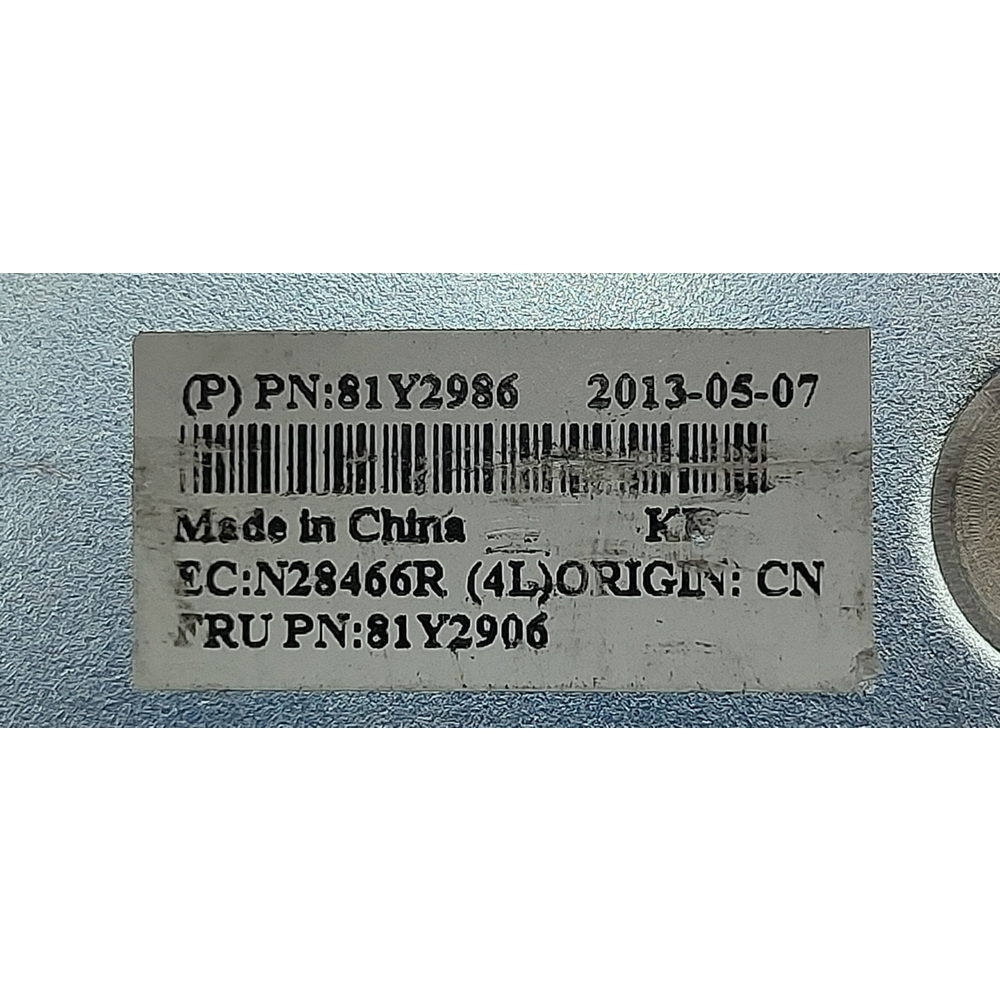 (P) PN:81Y2986 2013-05-07
Made in China
EC:N28466R (4L)ORIGIN: CN
FRU PN:81Y2906